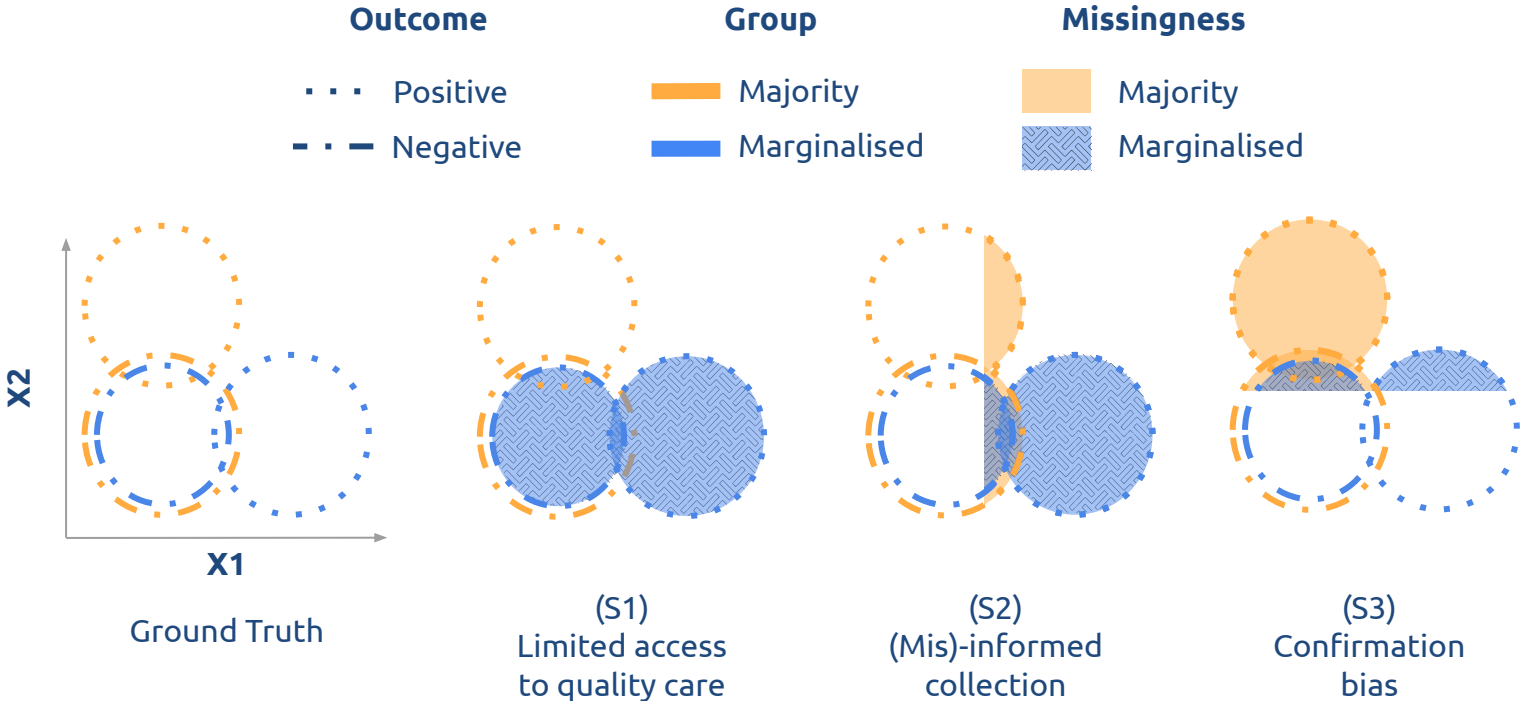 Outcome Group Missingness
Positive Majority Majority
Negative Marginalised Marginalised
X2
X1
Ground Truth
(S1)
Limited access
to quality care
(S2)
(Mis)-informed
collection
(S3)
Confirmation
bias